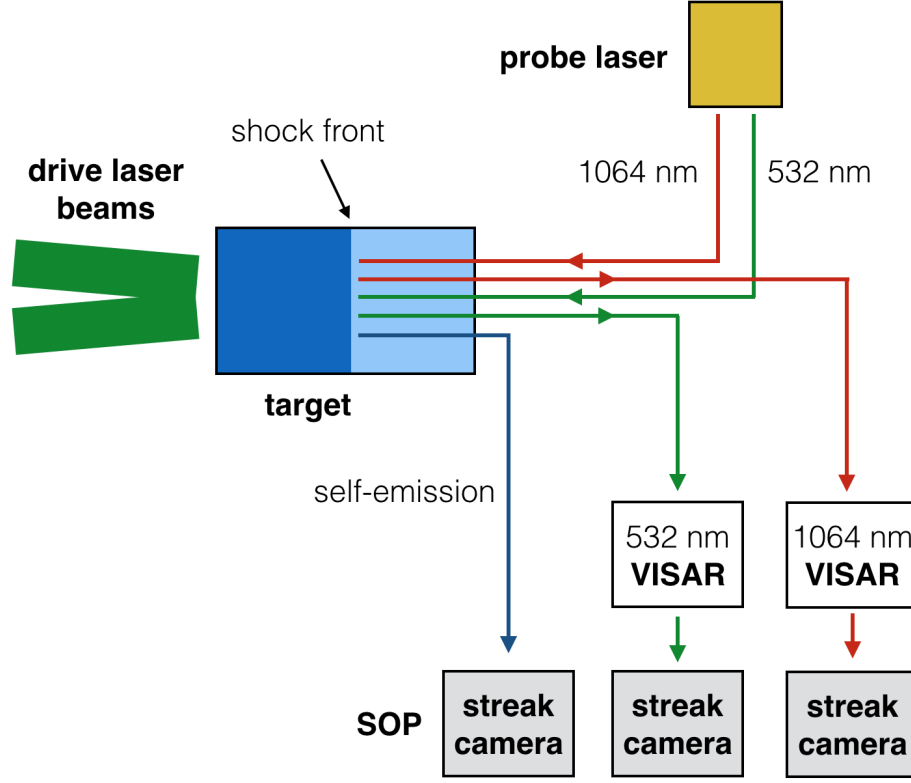 probe laser
shock front
1064 nm
532 nm
drive laser
beams
target
self-emission
532 nm
VISAR
1064 nm
VISAR
SOP
streak
camera
streak
camera
streak
camera